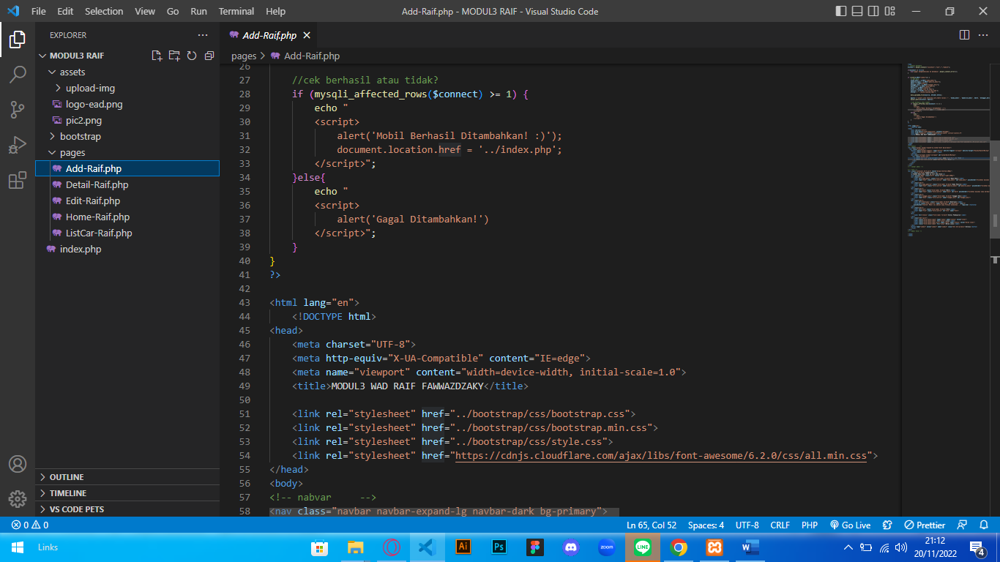 File Edit Selection View Go Run Terminal Help
Add-Raif.php - MODUL3 RAIF - Visual Studio Code
EXPLORER
MODUL3 RAIF
assets
upload-img
logo-ead.png
pic2.png
bootstrap
pages
Add-Raif.php
Detail-Raif.php
Edit-Raif.php
Home-Raif.php
ListCar-Raif.php
index.php
OUTLINE
TIMELINE
VS CODE PETS
Add-Raif.php
pages > Add-Raif.php
26
27 //cek berhasil atau tidak?
28 if (mysqli_affected_rows($connect) >= 1) {
29 echo "
30 <script>
31 alert('Mobil Berhasil Ditambahkan! :)');
32 document.location.href = '../index.php';
33 </script>";
34 }else{
35 echo "
36 <script>
37 alert('Gagal Ditambahkan!')
38 </script>";
39 }
40 }
41 ?>
42
43 <html lang="en">
44 <!DOCTYPE html>
45 <head>
46 <meta charset="UTF-8">
47 <meta http-equiv="X-UA-Compatible" content="IE=edge">
48 <meta name="viewport" content="width=device-width, initial-scale=1.0">
49 <title>MODUL3 WAD RAIF FAWWAZDZAKY</title>
50
51 <link rel="stylesheet" href="../bootstrap/css/bootstrap.css">
52 <link rel="stylesheet" href="../bootstrap/css/bootstrap.min.css">
53 <link rel="stylesheet" href="../bootstrap/css/style.css">
54 <link rel="stylesheet" href="https://cdnjs.cloudflare.com/ajax/libs/font-awesome/6.2.0/css/all.min.css">
55 </head>
56 <body>
57 <!-- nabvar -->
58 <nav class="navbar navbar-expand-lg navbar-dark bg-primary">
0 0 Ln 65, Col 52 Spaces: 4 UTF-8 CRLF PHP Go Live Prettier
Links
Ai
Ps
zoom
LINE
W
21:12
20/11/2022
4